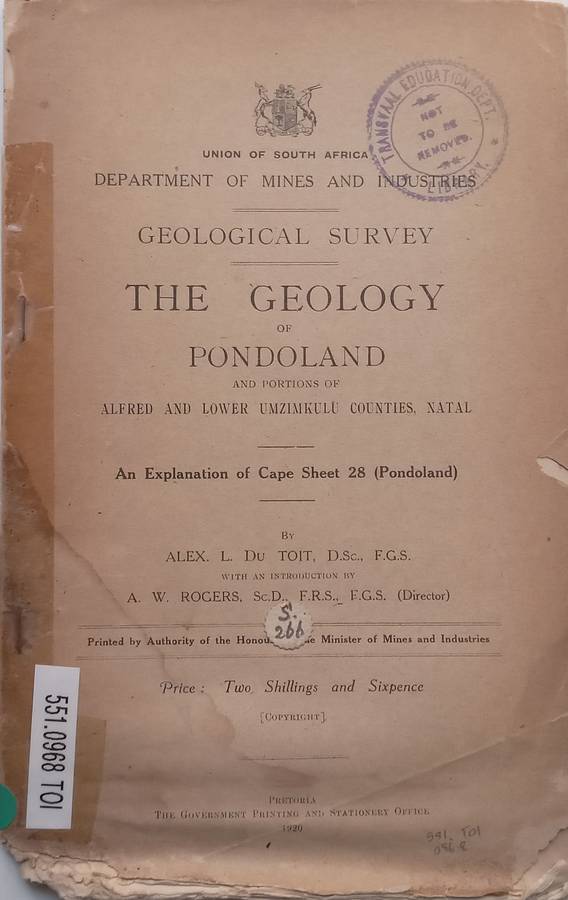 TRANSVAAL EDUCATION DEPT.
NOT
TO BE
REMOVED.
LIBRARY.
UNION OF SOUTH AFRICA
DEPARTMENT OF MINES AND INDUSTRIES
GEOLOGICAL SURVEY
THE GEOLOGY
OF
PONDOLAND
AND PORTIONS OF
ALFRED AND LOWER UMZIMKULU COUNTIES, NATAL
An Explanation of Cape Sheet 28 (Pondoland)
By
ALEX. L. DU TOIT, D.Sc., F.G.S.
WITH AN INTRODUCTION BY
A. W. ROGERS, Sc.D., F.R.S., F.G.S. (Director)
S.
266
Printed by Authority of the Minister of Mines and Industries
Price: Two Shillings and Sixpence
[COPYRIGHT]
551.0968 TOI
PRETORIA
THE GOVERNMENT PRINTING AND STATIONERY OFFICE
1920
TOI